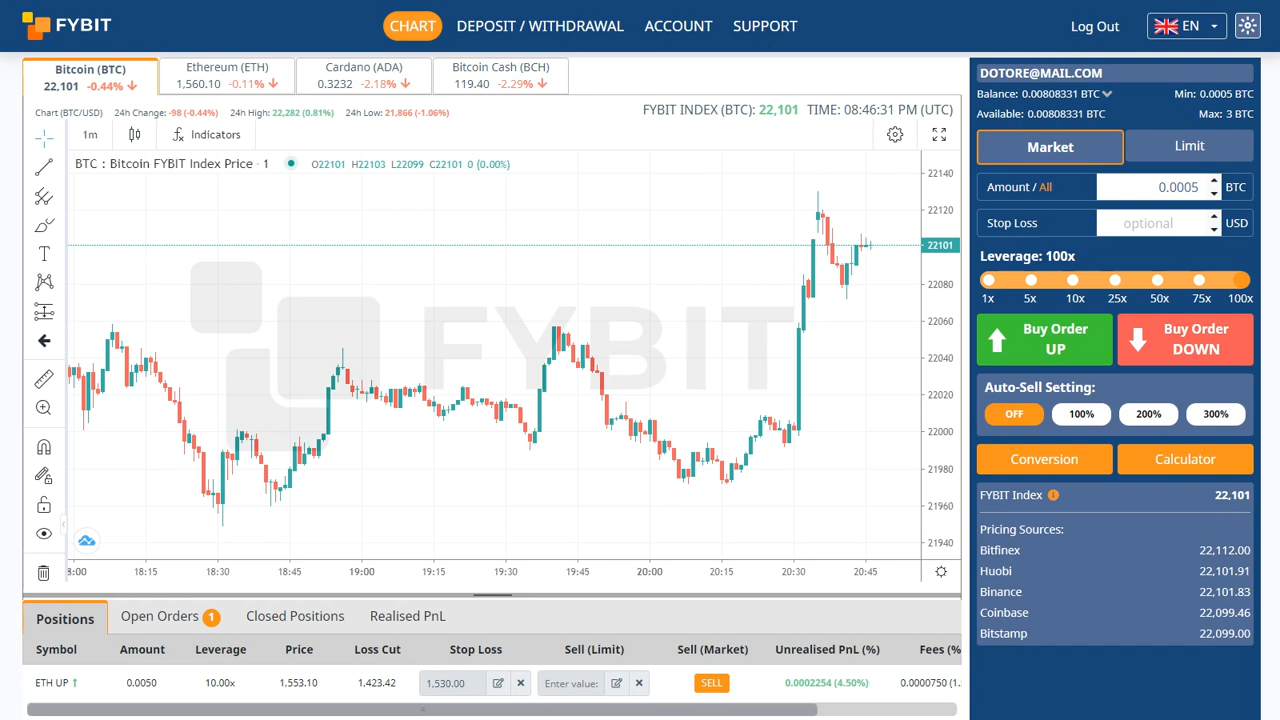 FYBIT
CHART
DEPOSIT / WITHDRAWAL
ACCOUNT
SUPPORT
Log Out
EN
Bitcoin (BTC)
22,101 -0.44%
Ethereum (ETH)
1,560.10 -0.11%
Cardano (ADA)
0.3232 -2.18%
Bitcoin Cash (BCH)
119.40 -2.29%
Chart (BTC/USD) 24h Change: -98 (-0.44%) 24h High: 22,282 (0.81%) 24h Low: 21,866 (-1.06%)
FYBIT INDEX (BTC): 22,101 TIME: 08:46:31 PM (UTC)
1m
Indicators
BTC : Bitcoin FYBIT Index Price · 1
O22101 H22103 L22099 C22101 0 (0.00%)
FYBIT
22140
22120
22101
22080
22060
22040
22020
22000
21980
21960
21940
18:15 18:30 18:45 19:00 19:15 19:30 19:45 20:00 20:15 20:30 20:45
DOTORE@MAIL.COM
Balance: 0.00808331 BTC
Min: 0.0005 BTC
Available: 0.00808331 BTC
Max: 3 BTC
Market
Limit
Amount / All
0.0005
BTC
Stop Loss
optional
USD
Leverage: 100x
1x 5x 10x 25x 50x 75x 100x
Buy Order
UP
Buy Order
DOWN
Auto-Sell Setting:
OFF
100%
200%
300%
Conversion
Calculator
FYBIT Index 22,101
Pricing Sources:
Bitfinex 22,112.00
Huobi 22,101.91
Binance 22,101.83
Coinbase 22,099.46
Bitstamp 22,099.00
Positions
Open Orders 1
Closed Positions
Realised PnL
Symbol Amount Leverage Price Loss Cut Stop Loss Sell (Limit) Sell (Market) Unrealised PnL (%) Fees (%)
ETH UP 0.0050 10.00x 1,553.10 1,423.42 1,530.00 Enter value: SELL 0.0002254 (4.50%) 0.0000750 (1.